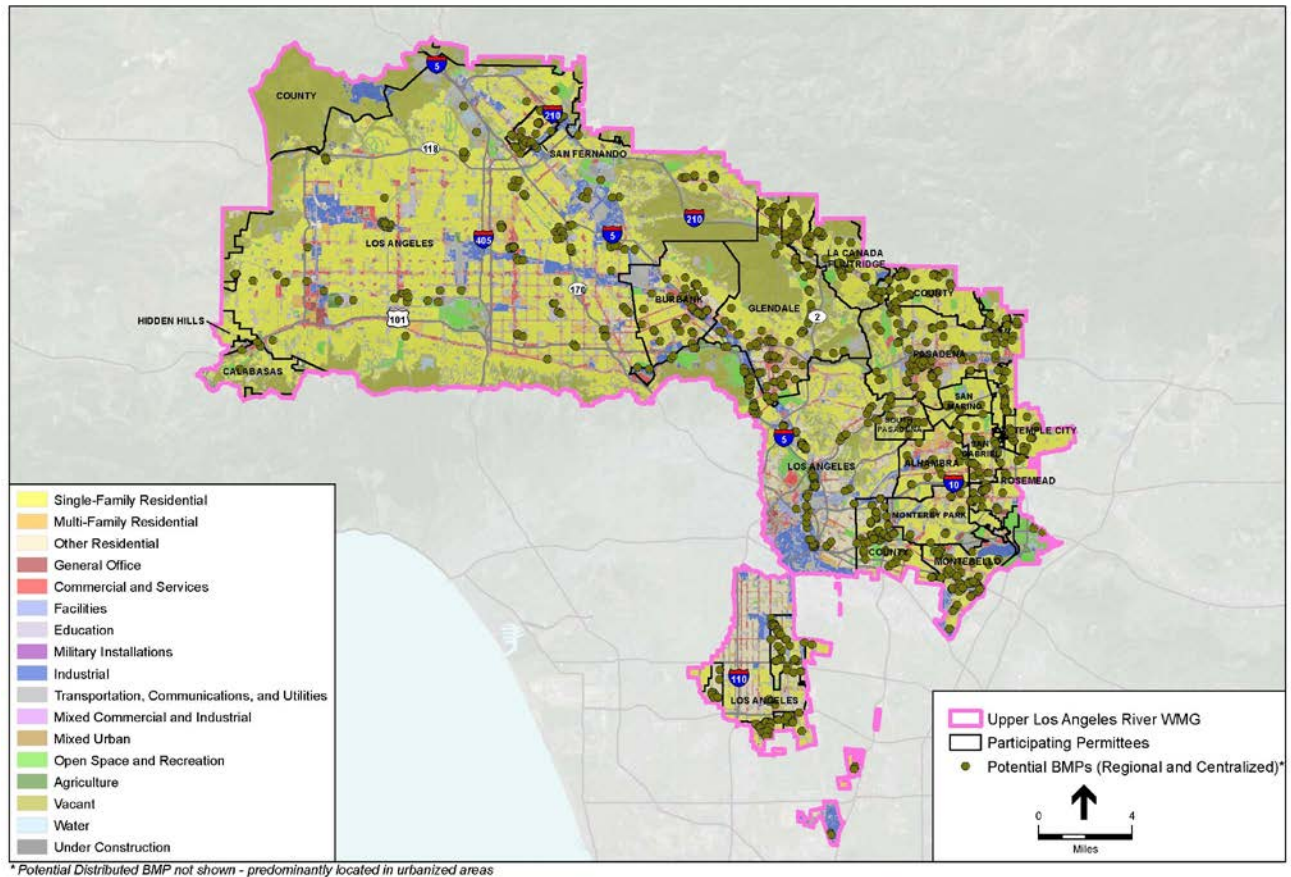 5
COUNTY
210
SAN FERNANDO
118
LOS ANGELES
405
5
210
LA CANADA
FLINTRIDGE
COUNTY
170
BURBANK
GLENDALE
2
HIDDEN HILLS
101
CALABASAS
PASADENA
SAN
MARINO
SOUTH
PASADENA
TEMPLE CITY
5
SAN
GABRIEL
LOS ANGELES
ALHAMBRA
10
ROSEMEAD
MONTEREY PARK
COUNTY
MONTEBELLO
110
LOS ANGELES
Single-Family Residential
Multi-Family Residential
Other Residential
General Office
Commercial and Services
Facilities
Education
Military Installations
Industrial
Transportation, Communications, and Utilities
Mixed Commercial and Industrial
Mixed Urban
Open Space and Recreation
Agriculture
Vacant
Water
Under Construction
Upper Los Angeles River WMG
Participating Permittees
Potential BMPs (Regional and Centralized)*
0 4
Miles
* Potential Distributed BMP not shown - predominantly located in urbanized areas